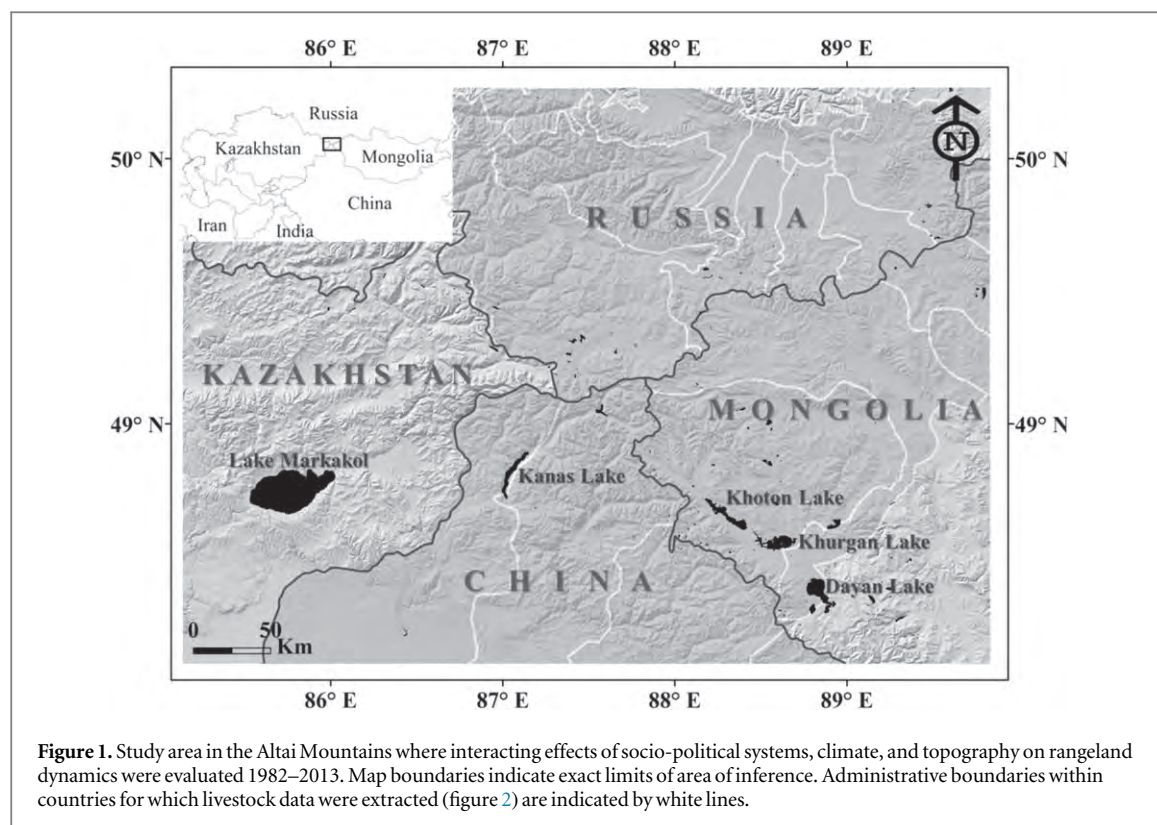 86° E 87° E 88° E 89° E
Russia
Kazakhstan
Mongolia
China
Iran
India
N
50° N 50° N
RUSSIA
KAZAKHSTAN
MONGOLIA
49° N 49° N
Lake Markakol
Kanas Lake
Khoton Lake
Khurgan Lake
CHINA
Dayan Lake
0 50
Km
86° E 87° E 88° E 89° E
Figure 1. Study area in the Altai Mountains where interacting effects of socio-political systems, climate, and topography on rangeland
dynamics were evaluated 1982–2013. Map boundaries indicate exact limits of area of inference. Administrative boundaries within
countries for which livestock data were extracted (figure 2) are indicated by white lines.